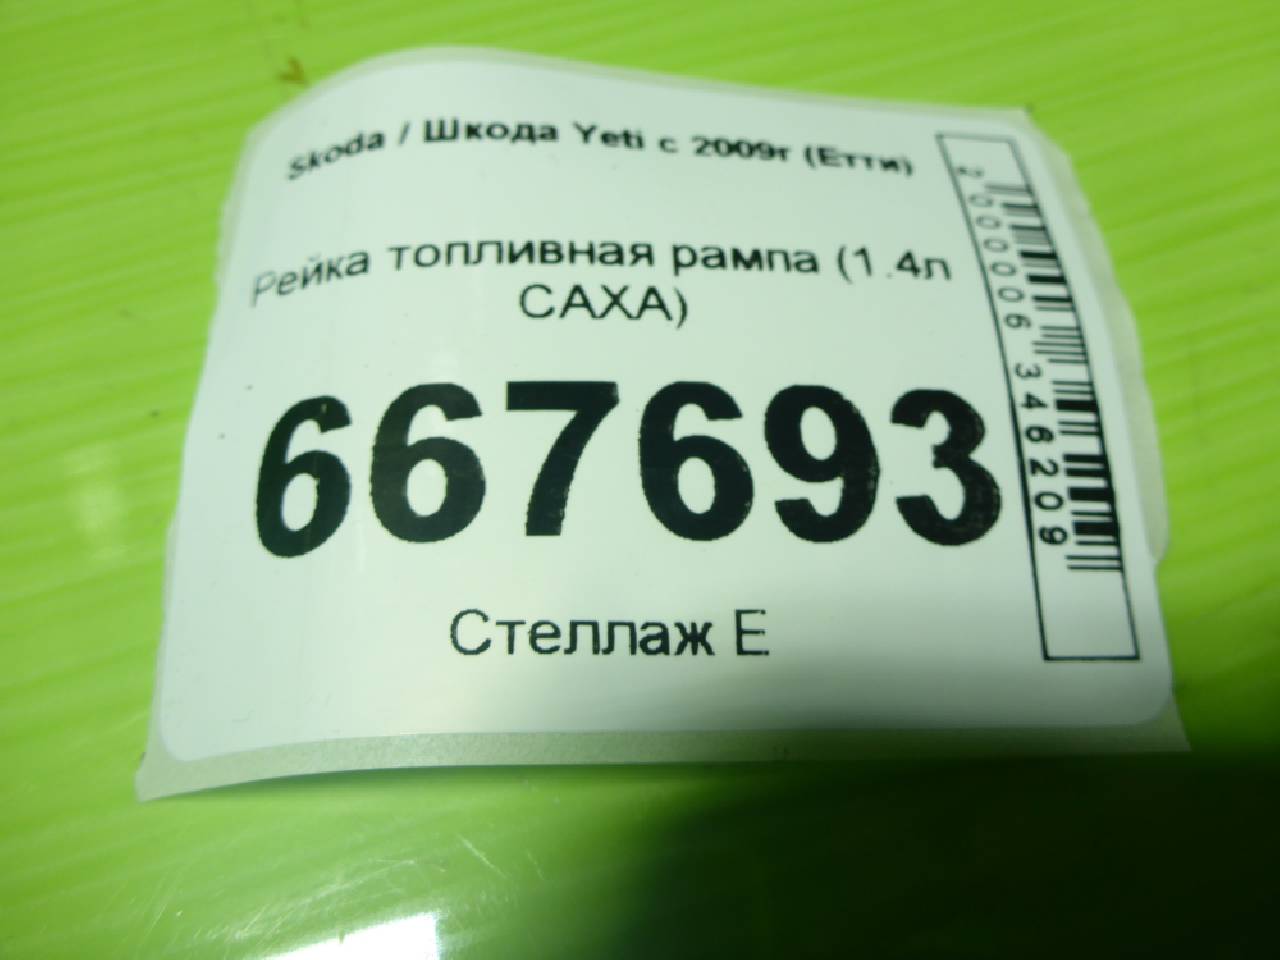 Skoda / Шкода Yeti с 2009г (Етти)
Рейка топливная рампа (1.4л
CAXA)
667693
Стеллаж E
2000006346209